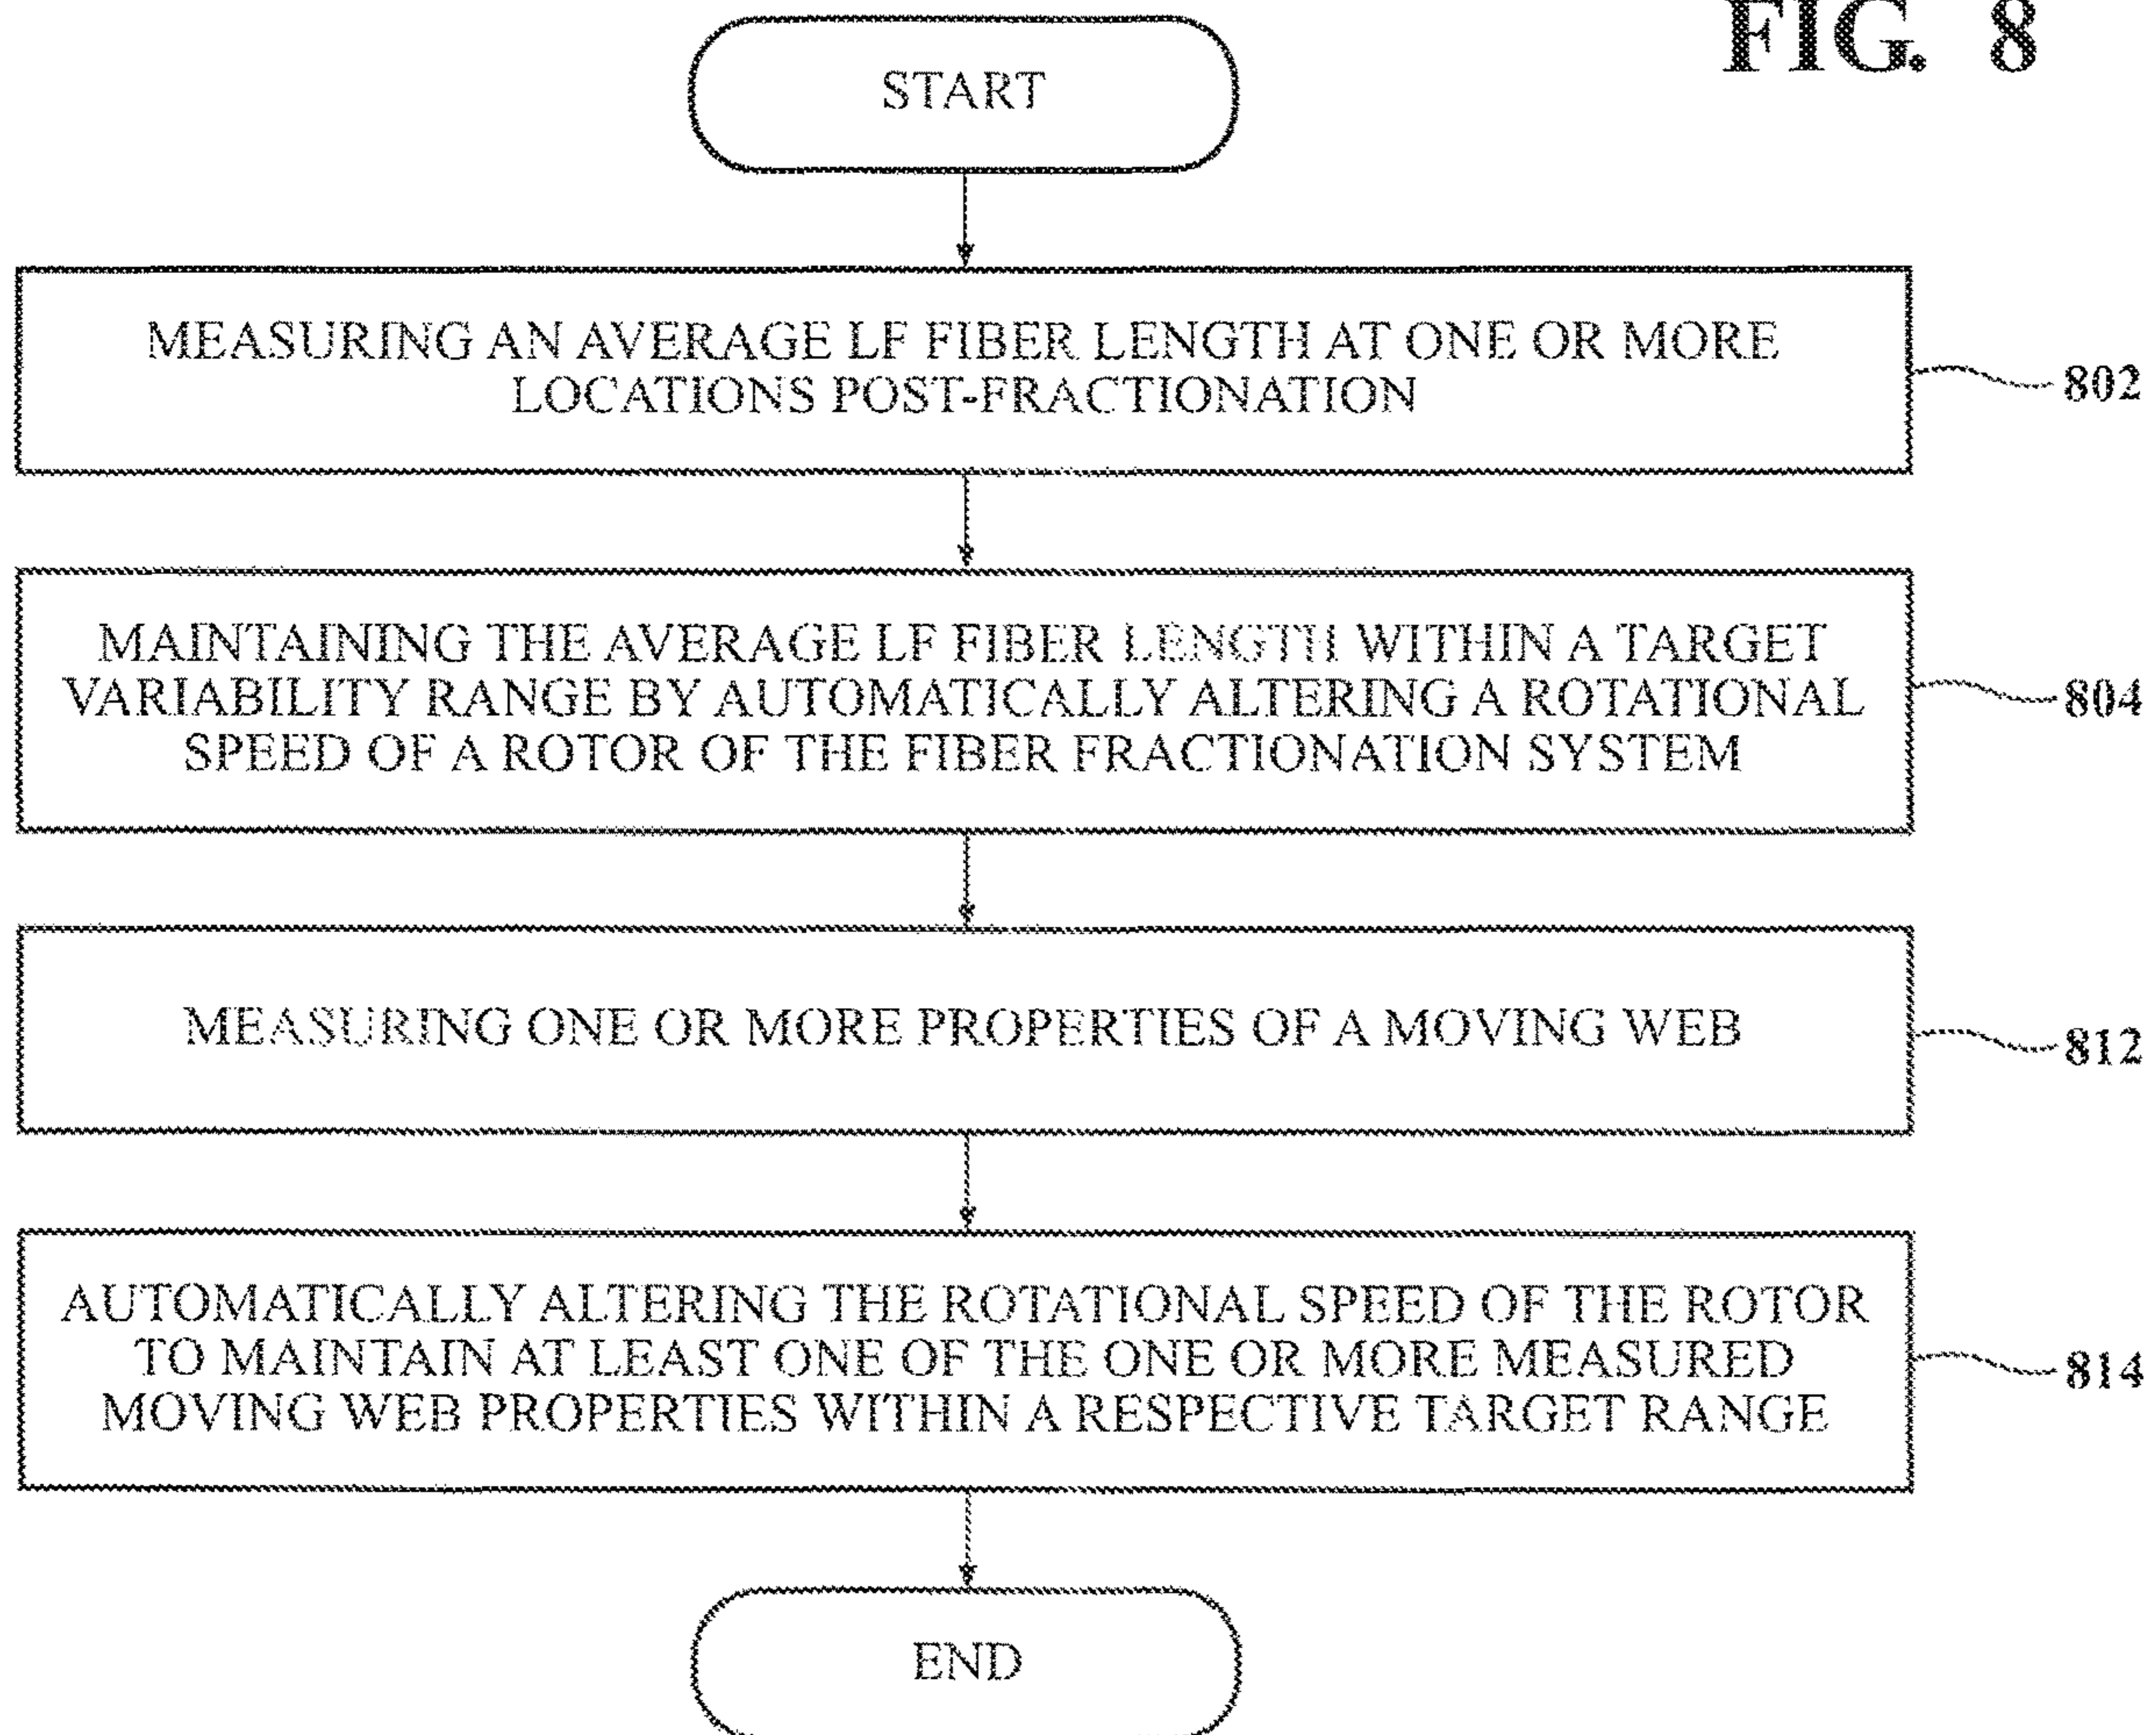 FIG. 8
START
MEASURING AN AVERAGE LF FIBER LENGTH AT ONE OR MORE
LOCATIONS POST-FRACTIONATION
802
MAINTAINING THE AVERAGE LF FIBER LENGTH WITHIN A TARGET
VARIABILITY RANGE BY AUTOMATICALLY ALTERING A ROTATIONAL
SPEED OF A ROTOR OF THE FIBER FRACTIONATION SYSTEM
804
MEASURING ONE OR MORE PROPERTIES OF A MOVING WEB
812
AUTOMATICALLY ALTERING THE ROTATIONAL SPEED OF THE ROTOR
TO MAINTAIN AT LEAST ONE OF THE ONE OR MORE MEASURED
MOVING WEB PROPERTIES WITHIN A RESPECTIVE TARGET RANGE
814
END